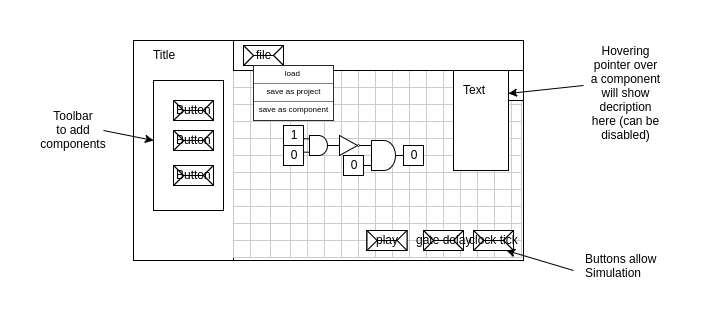 Title
file
load
save as project
save as component
Text
Hovering
pointer over
a component
will show
decription
here (can be
disabled)
Toolbar
to add
components
Button
Button
Button
1
0
0
0
play
gate delay
clock tick
Buttons allow
Simulation